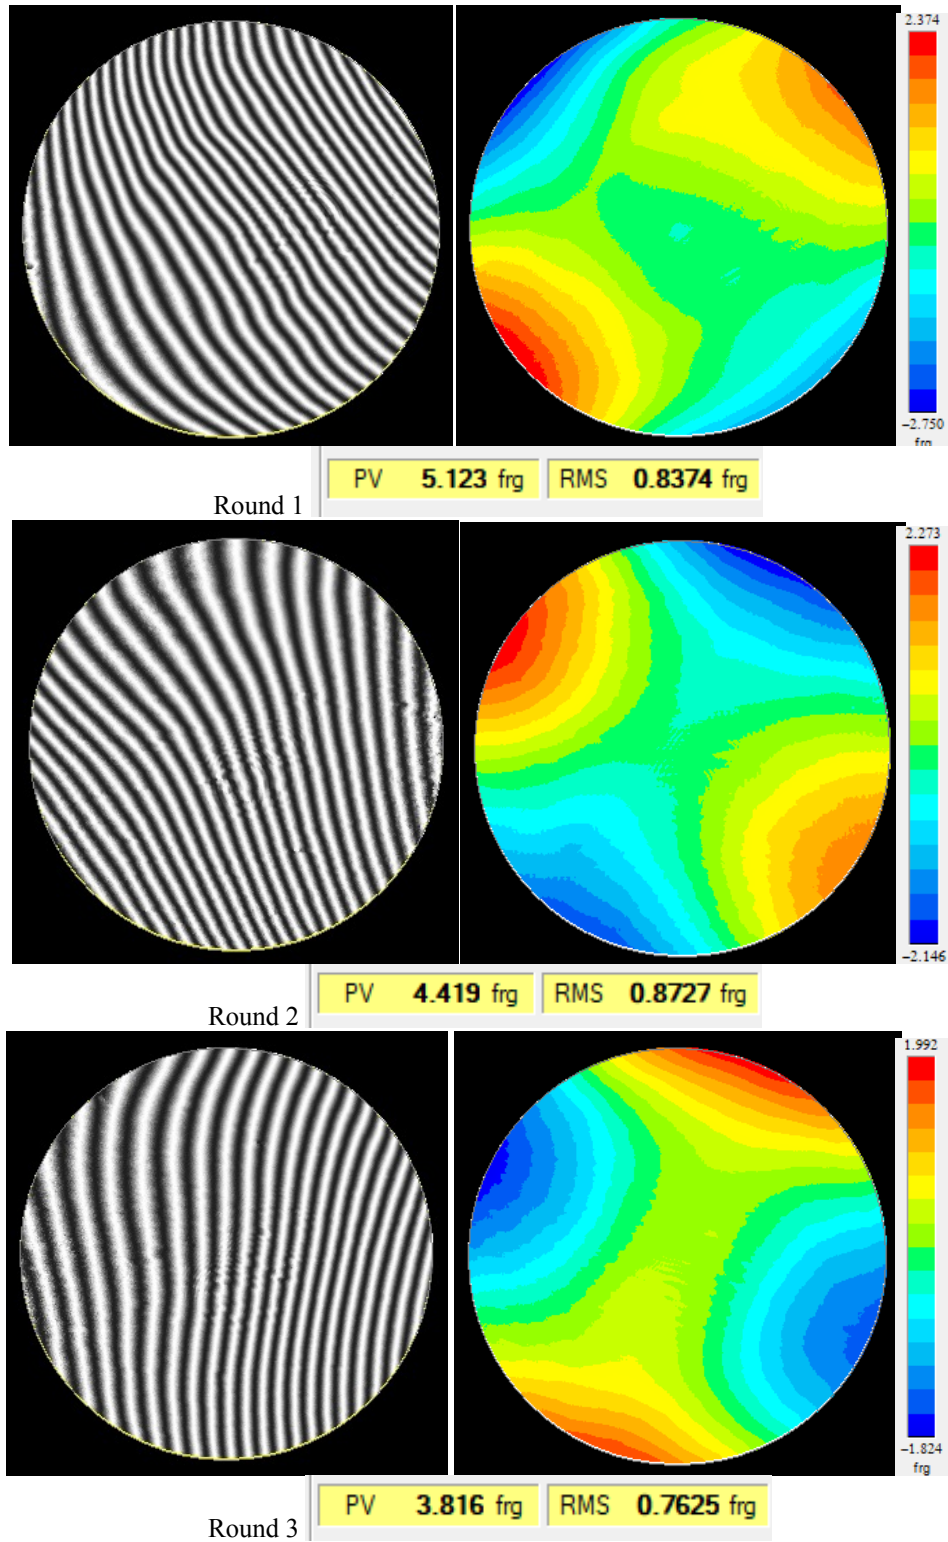 2.374
−2.750
frg
PV 5.123 frg RMS 0.8374 frg
Round 1
2.273
−2.146
PV 4.419 frg RMS 0.8727 frg
Round 2
1.992
−1.824
frg
PV 3.816 frg RMS 0.7625 frg
Round 3